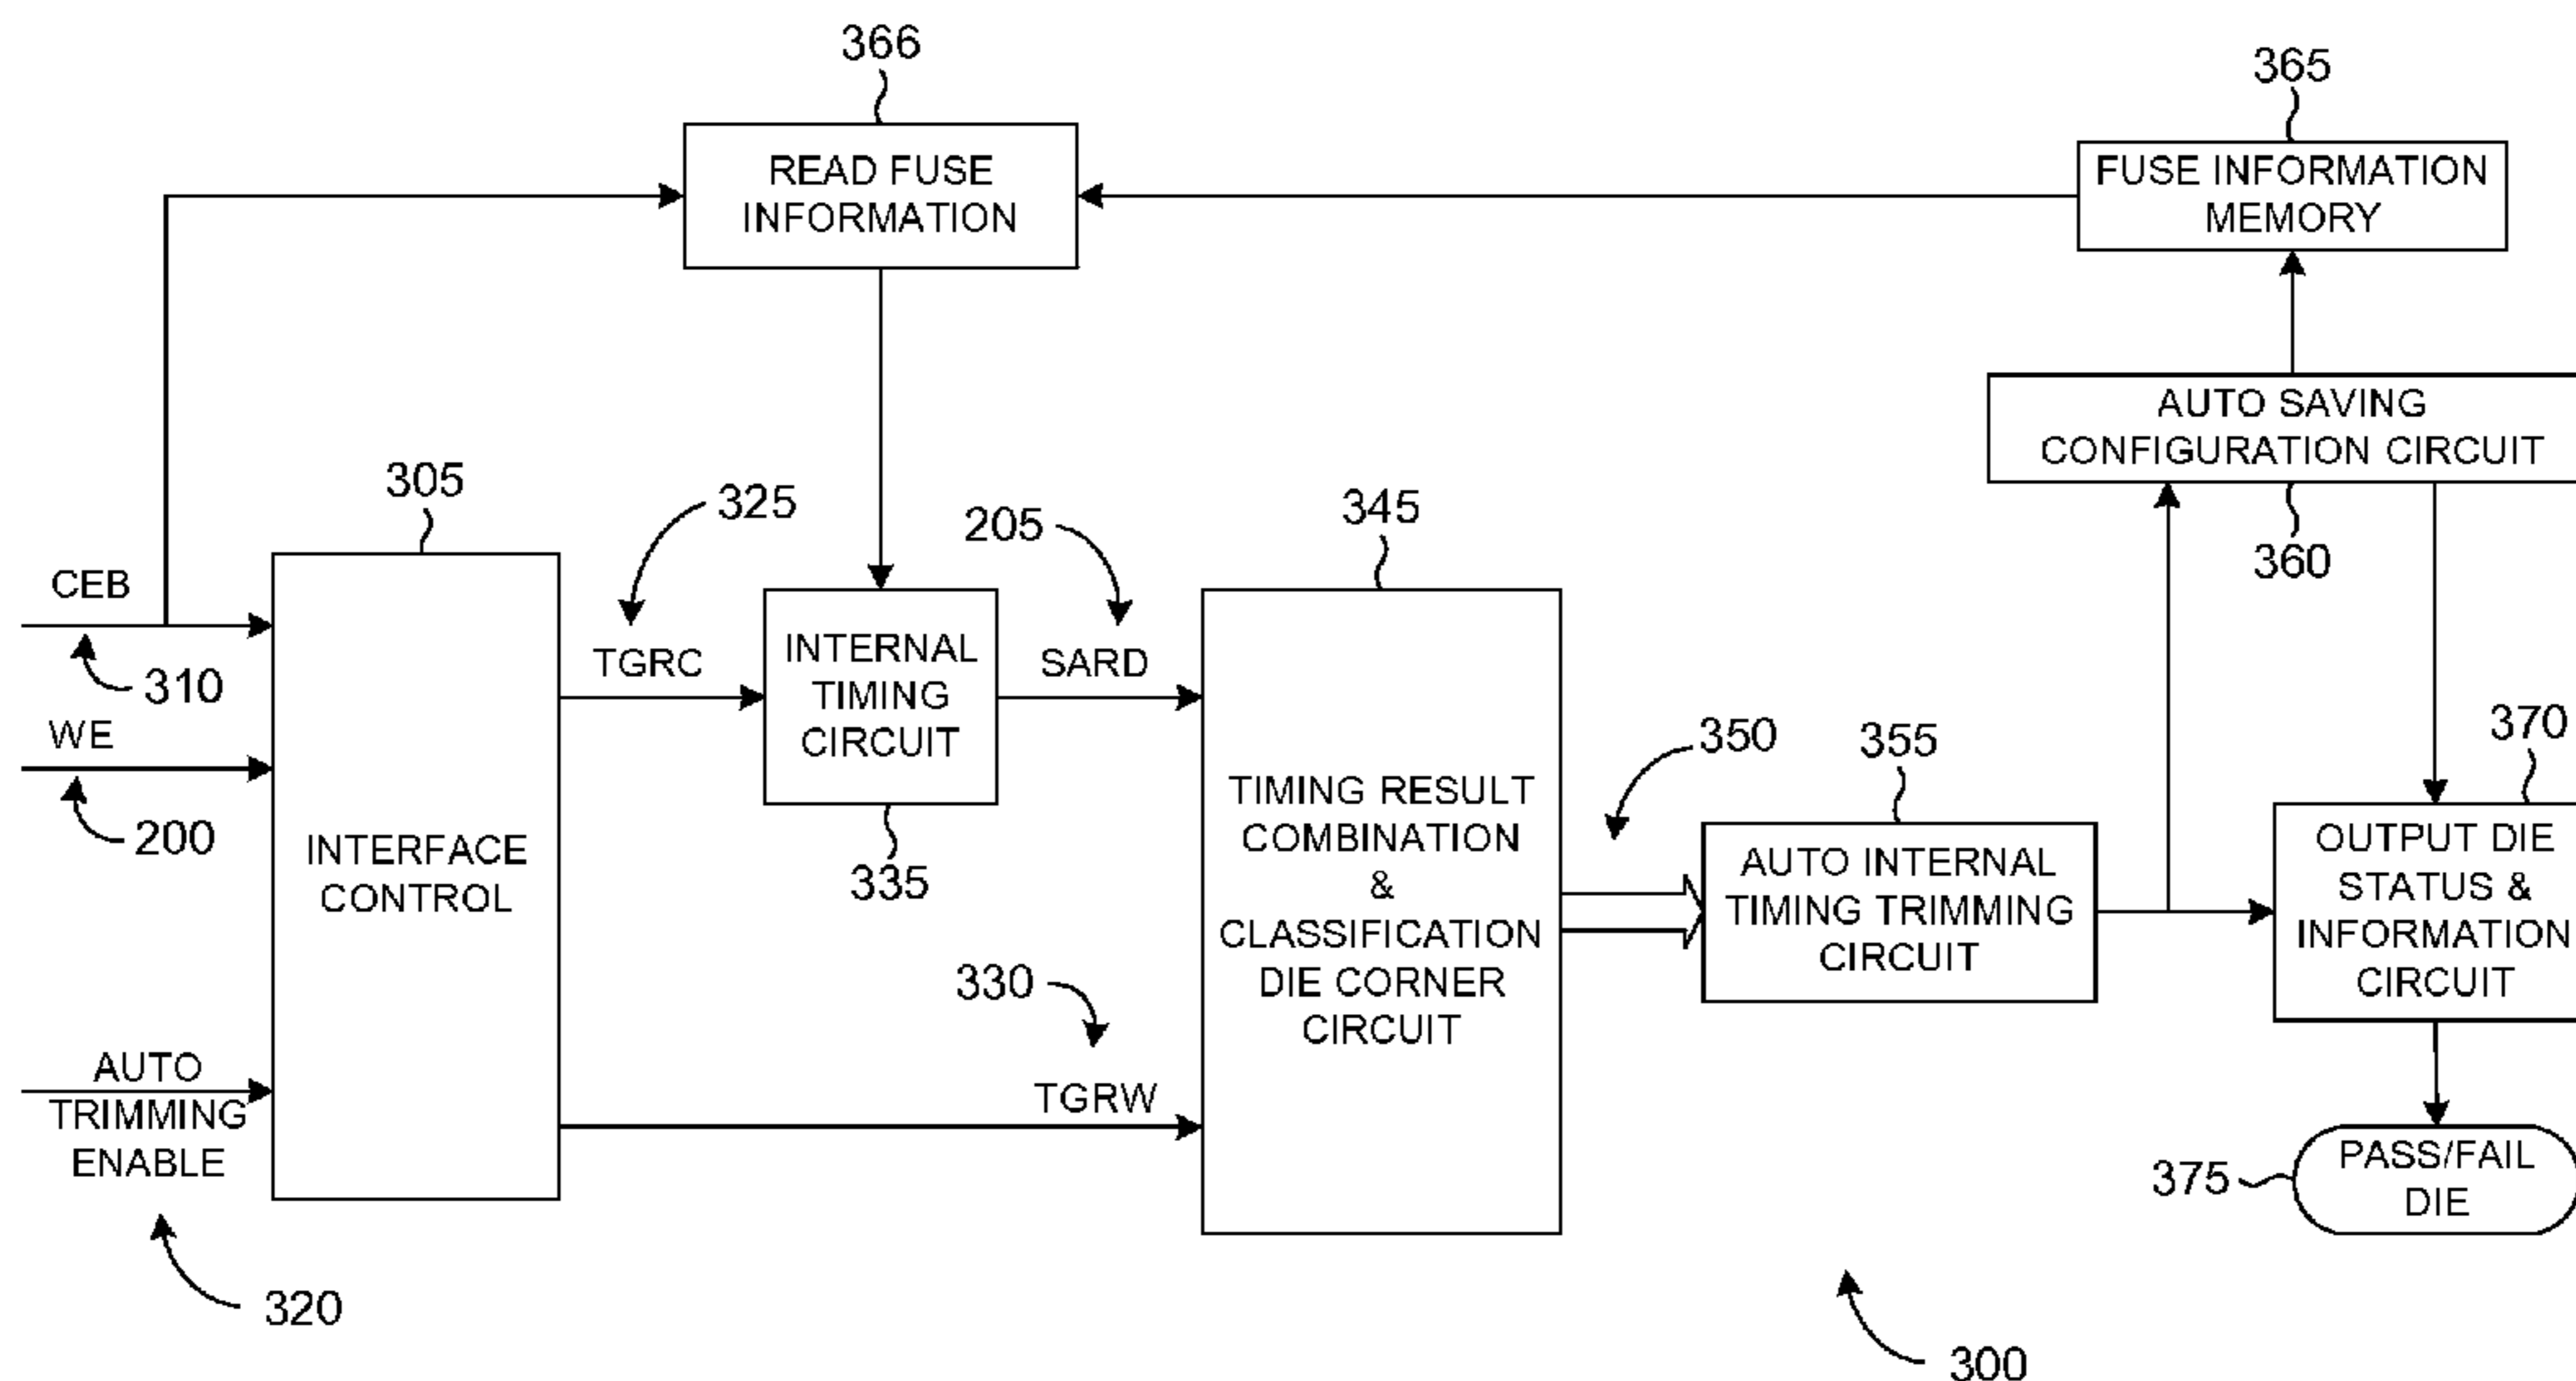 366
365
READ FUSE
INFORMATION
FUSE INFORMATION
MEMORY
AUTO SAVING
CONFIGURATION CIRCUIT
360
305
325
205
345
CEB
310
TGRC
INTERNAL
TIMING
CIRCUIT
335
SARD
WE
200
INTERFACE
CONTROL
TIMING RESULT
COMBINATION
&
CLASSIFICATION
DIE CORNER
CIRCUIT
350
355
AUTO INTERNAL
TIMING TRIMMING
CIRCUIT
370
OUTPUT DIE
STATUS &
INFORMATION
CIRCUIT
330
TGRW
AUTO
TRIMMING
ENABLE
320
375
PASS/FAIL
DIE
300